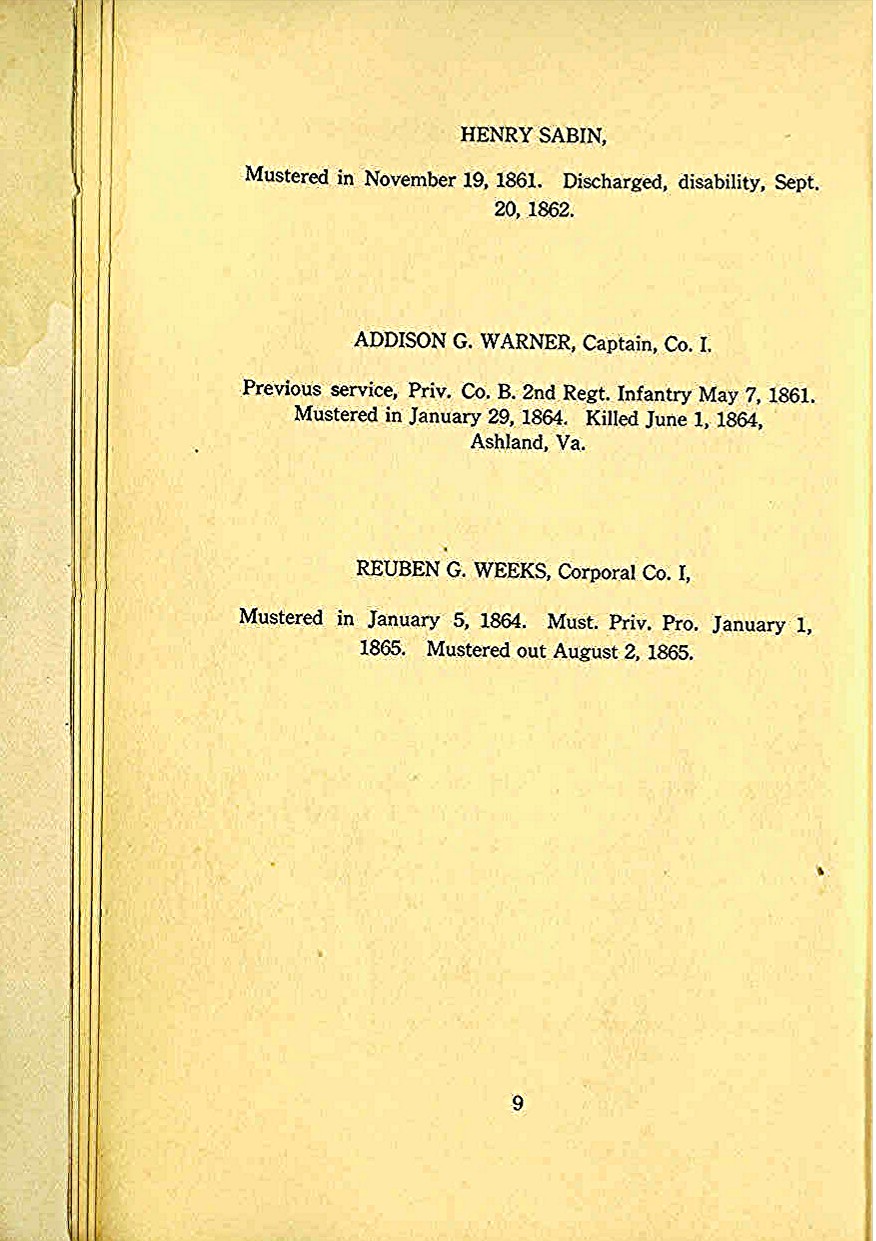 HENRY SABIN,
Mustered in November 19, 1861. Discharged, disability, Sept.
20, 1862.
ADDISON G. WARNER, Captain, Co. I.
Previous service, Priv. Co. B. 2nd Regt. Infantry May 7, 1861.
Mustered in January 29, 1864. Killed June 1, 1864,
Ashland, Va.
REUBEN G. WEEKS, Corporal Co. I,
Mustered in January 5, 1864. Must. Priv. Pro. January 1,
1865. Mustered out August 2, 1865.
9